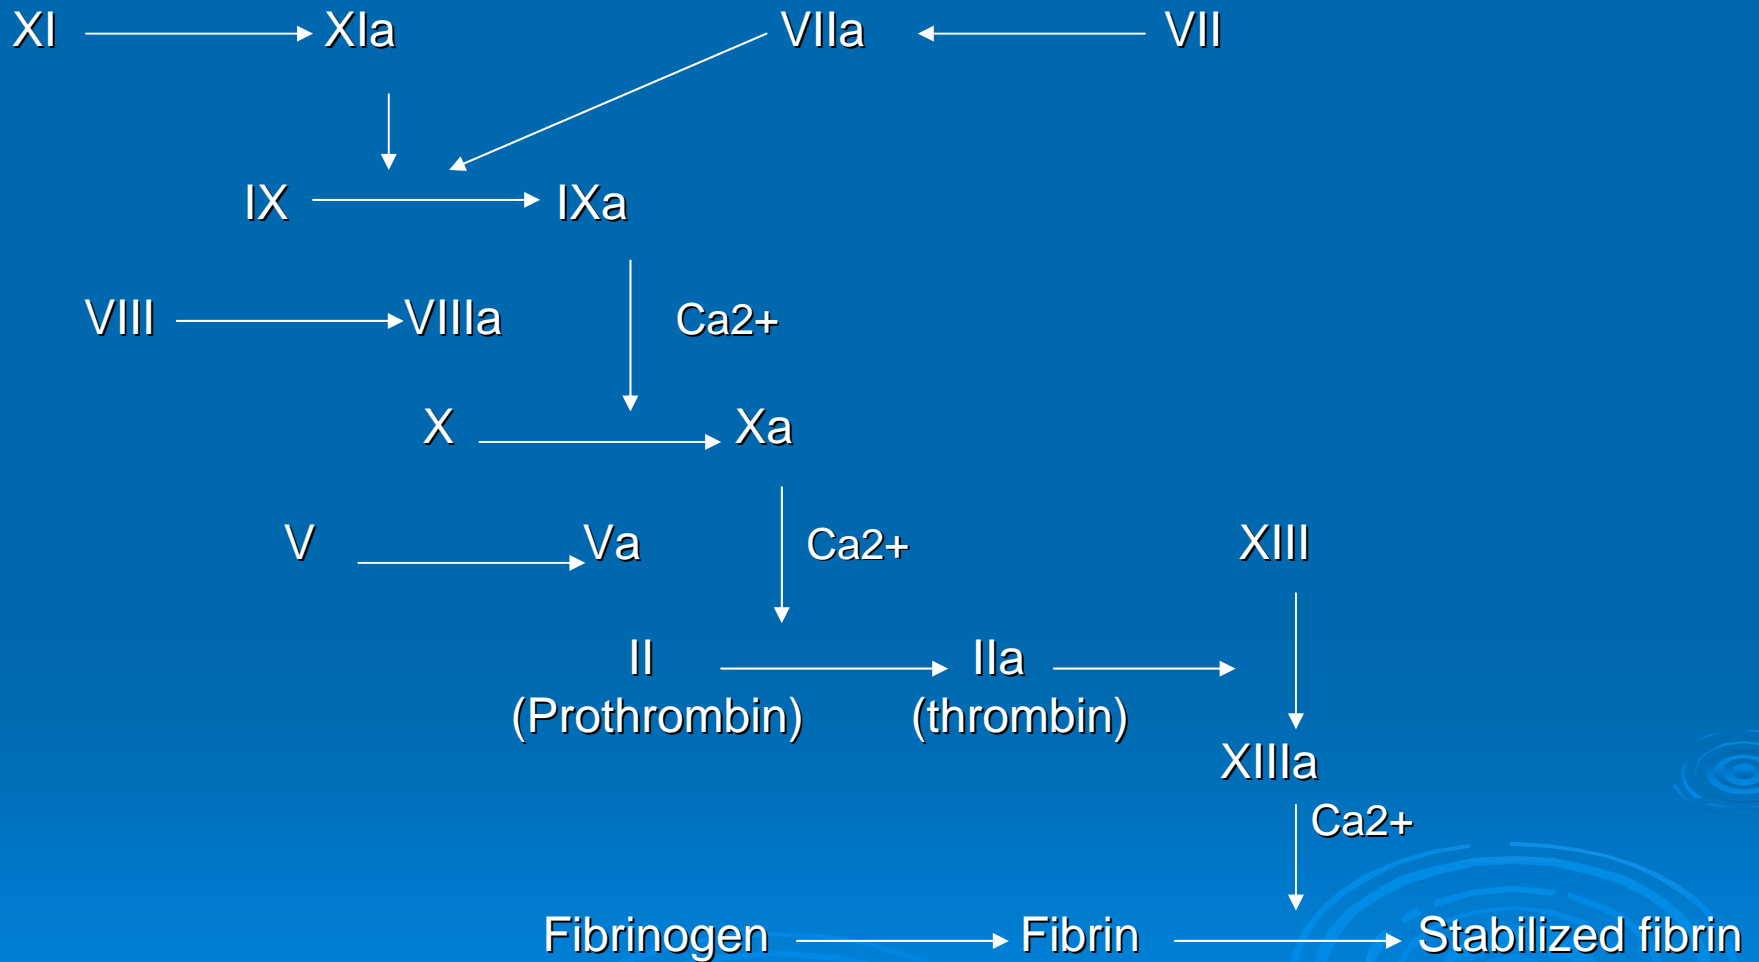 XI XIa VIIa VII
IX IXa
VIII VIIIa Ca2+
X Xa
V Va Ca2+ XIII
II IIa
(Prothrombin) (thrombin)
XIIIa
Ca2+
Fibrinogen Fibrin Stabilized fibrin